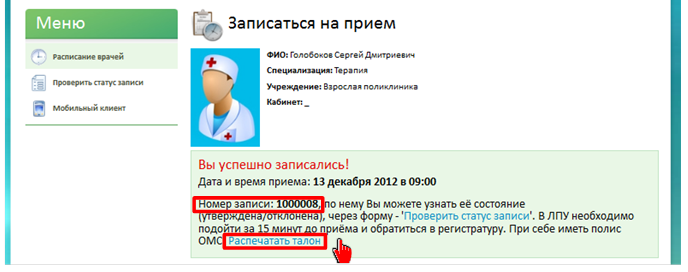 Меню
Расписание врачей
Проверить статус записи
Мобильный клиент
Записаться на прием
ФИО: Голобоков Сергей Дмитриевич
Специализация: Терапия
Учреждение: Взрослая поликлиника
Кабинет: _
Вы успешно записались!
Дата и время приема: 13 декабря 2012 в 09:00
Номер записи: 1000008, по нему Вы можете узнать её состояние
(утверждена/отклонена), через форму - 'Проверить статус записи'. В ЛПУ необходимо
подойти за 15 минут до приёма и обратиться в регистратуру. При себе иметь полис
ОМС Распечатать талон